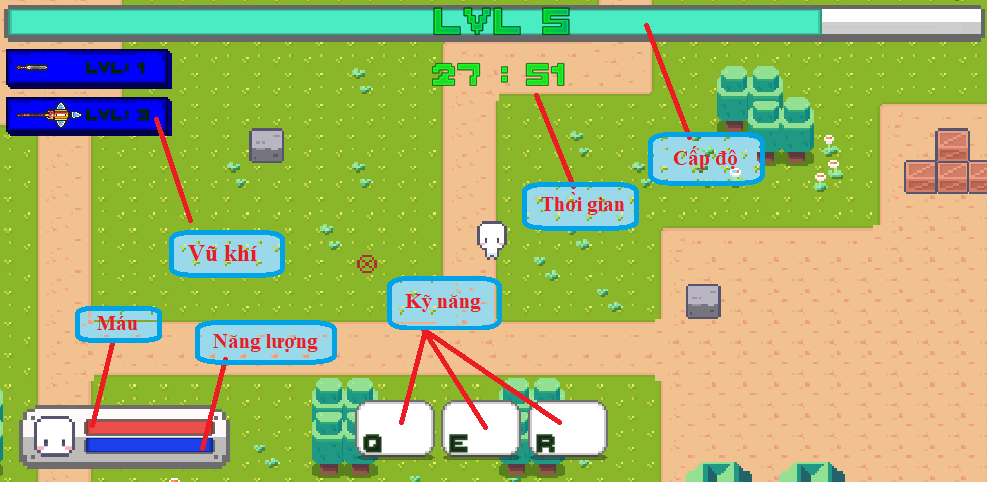 LVL 5
LVL: 1
27 : 51
LVL: 3
Cấp độ
Thời gian
Vũ khí
Kỹ năng
Máu
Năng lượng
Q E R